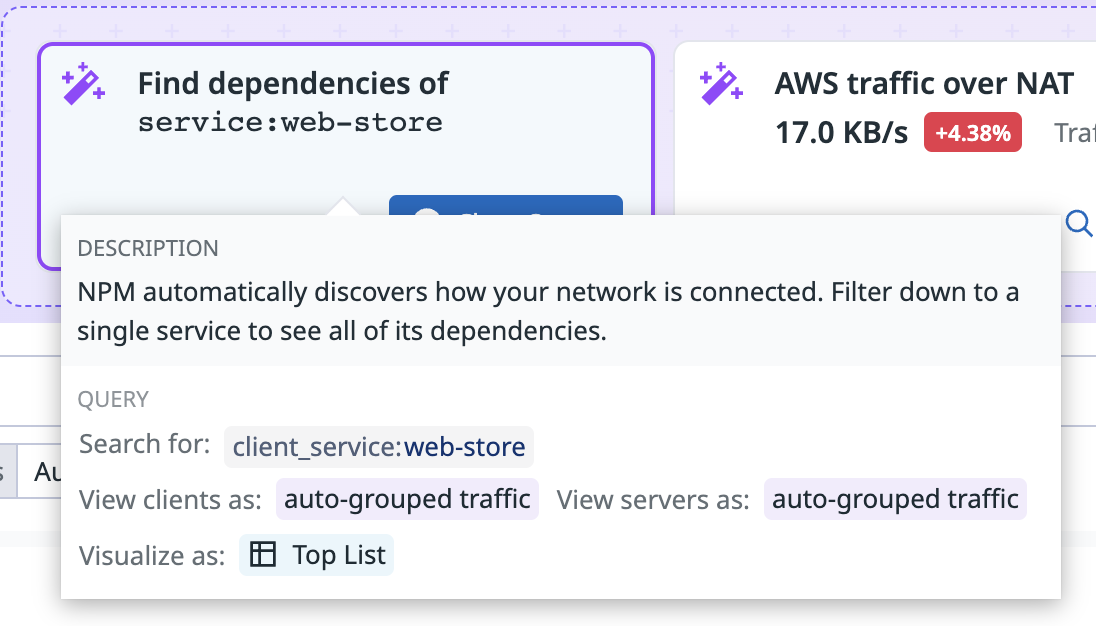 Find dependencies of
service:web-store
AWS traffic over NAT
17.0 KB/s +4.38%
DESCRIPTION
NPM automatically discovers how your network is connected. Filter down to a
single service to see all of its dependencies.
QUERY
Search for: client_service:web-store
View clients as: auto-grouped traffic View servers as: auto-grouped traffic
Visualize as: Top List